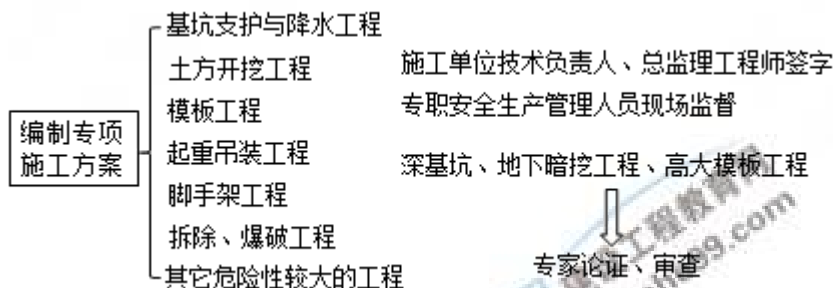 编制专项
施工方案
基坑支护与降水工程
土方开挖工程
模板工程
起重吊装工程
脚手架工程
拆除、爆破工程
其它危险性较大的工程
施工单位技术负责人、总监理工程师签字
专职安全生产管理人员现场监督
深基坑、地下暗挖工程、高大模板工程
专家论证、审查
工程教育网